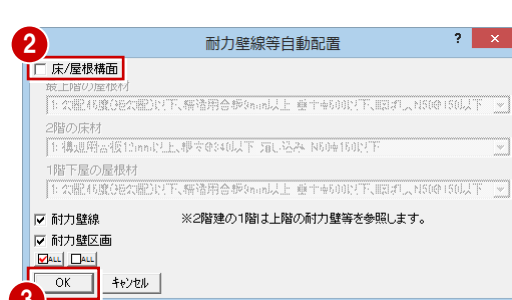 2
耐力壁線等自動配置
?
×
床/屋根構面
最上階の屋根材
2階の床材
1階下屋の屋根材
耐力壁線
※2階建の1階は上階の耐力壁等を参照します。
耐力壁区画
ALL ALL
OK キャンセル
3